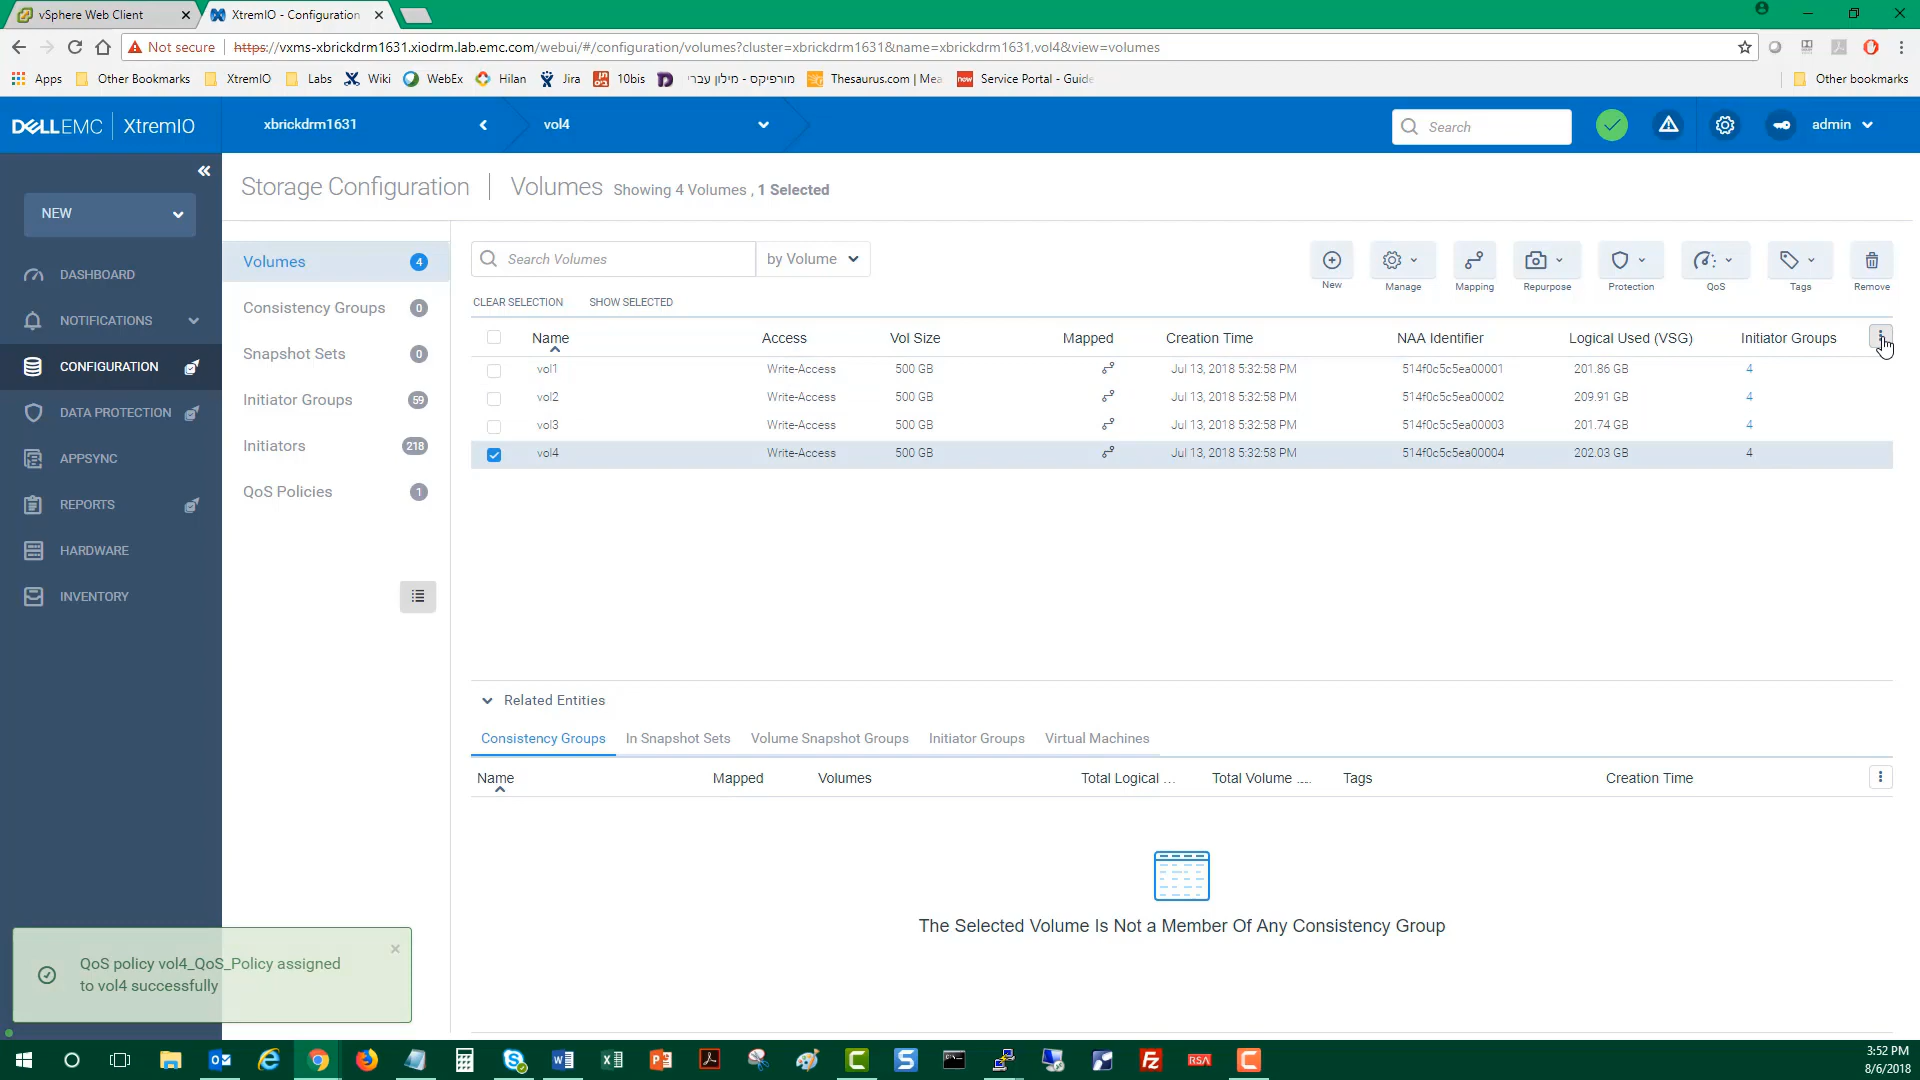 vSphere Web Client
XtremIO - Configuration
Not secure
https://vxms-xbrickdrm1631.xiodrm.lab.emc.com/webui/#/configuration/volumes?cluster=xbrickdrm1631&name=xbrickdrm1631,vol4&view=volumes
Apps Other Bookmarks XtremIO Labs Wiki WebEx Hilan Jira 10bis מורפיקס - מילון עברי Thesaurus.com | Mea Service Portal - Guide Other bookmarks
DELLEMC XtremIO xbrickdrm1631 vol4 Search admin
Storage Configuration Volumes Showing 4 Volumes , 1 Selected
NEW
DASHBOARD
NOTIFICATIONS
CONFIGURATION
DATA PROTECTION
APPSYNC
REPORTS
HARDWARE
INVENTORY
Volumes 4
Consistency Groups 0
Snapshot Sets 0
Initiator Groups 59
Initiators 218
QoS Policies 1
Search Volumes by Volume
New Manage Mapping Repurpose Protection QoS Tags Remove
CLEAR SELECTION SHOW SELECTED
Name Access Vol Size Mapped Creation Time NAA Identifier Logical Used (VSG) Initiator Groups
vol1 Write-Access 500 GB Jul 13, 2018 5:32:58 PM 514f0c5c5ea00001 201.86 GB 4
vol2 Write-Access 500 GB Jul 13, 2018 5:32:58 PM 514f0c5c5ea00002 209.91 GB 4
vol3 Write-Access 500 GB Jul 13, 2018 5:32:58 PM 514f0c5c5ea00003 201.74 GB 4
vol4 Write-Access 500 GB Jul 13, 2018 5:32:58 PM 514f0c5c5ea00004 202.03 GB 4
Related Entities
Consistency Groups In Snapshot Sets Volume Snapshot Groups Initiator Groups Virtual Machines
Name Mapped Volumes Total Logical ... Total Volume .... Tags Creation Time
The Selected Volume Is Not a Member Of Any Consistency Group
QoS policy vol4_QoS_Policy assigned
to vol4 successfully
RSA
3:52 PM
8/6/2018